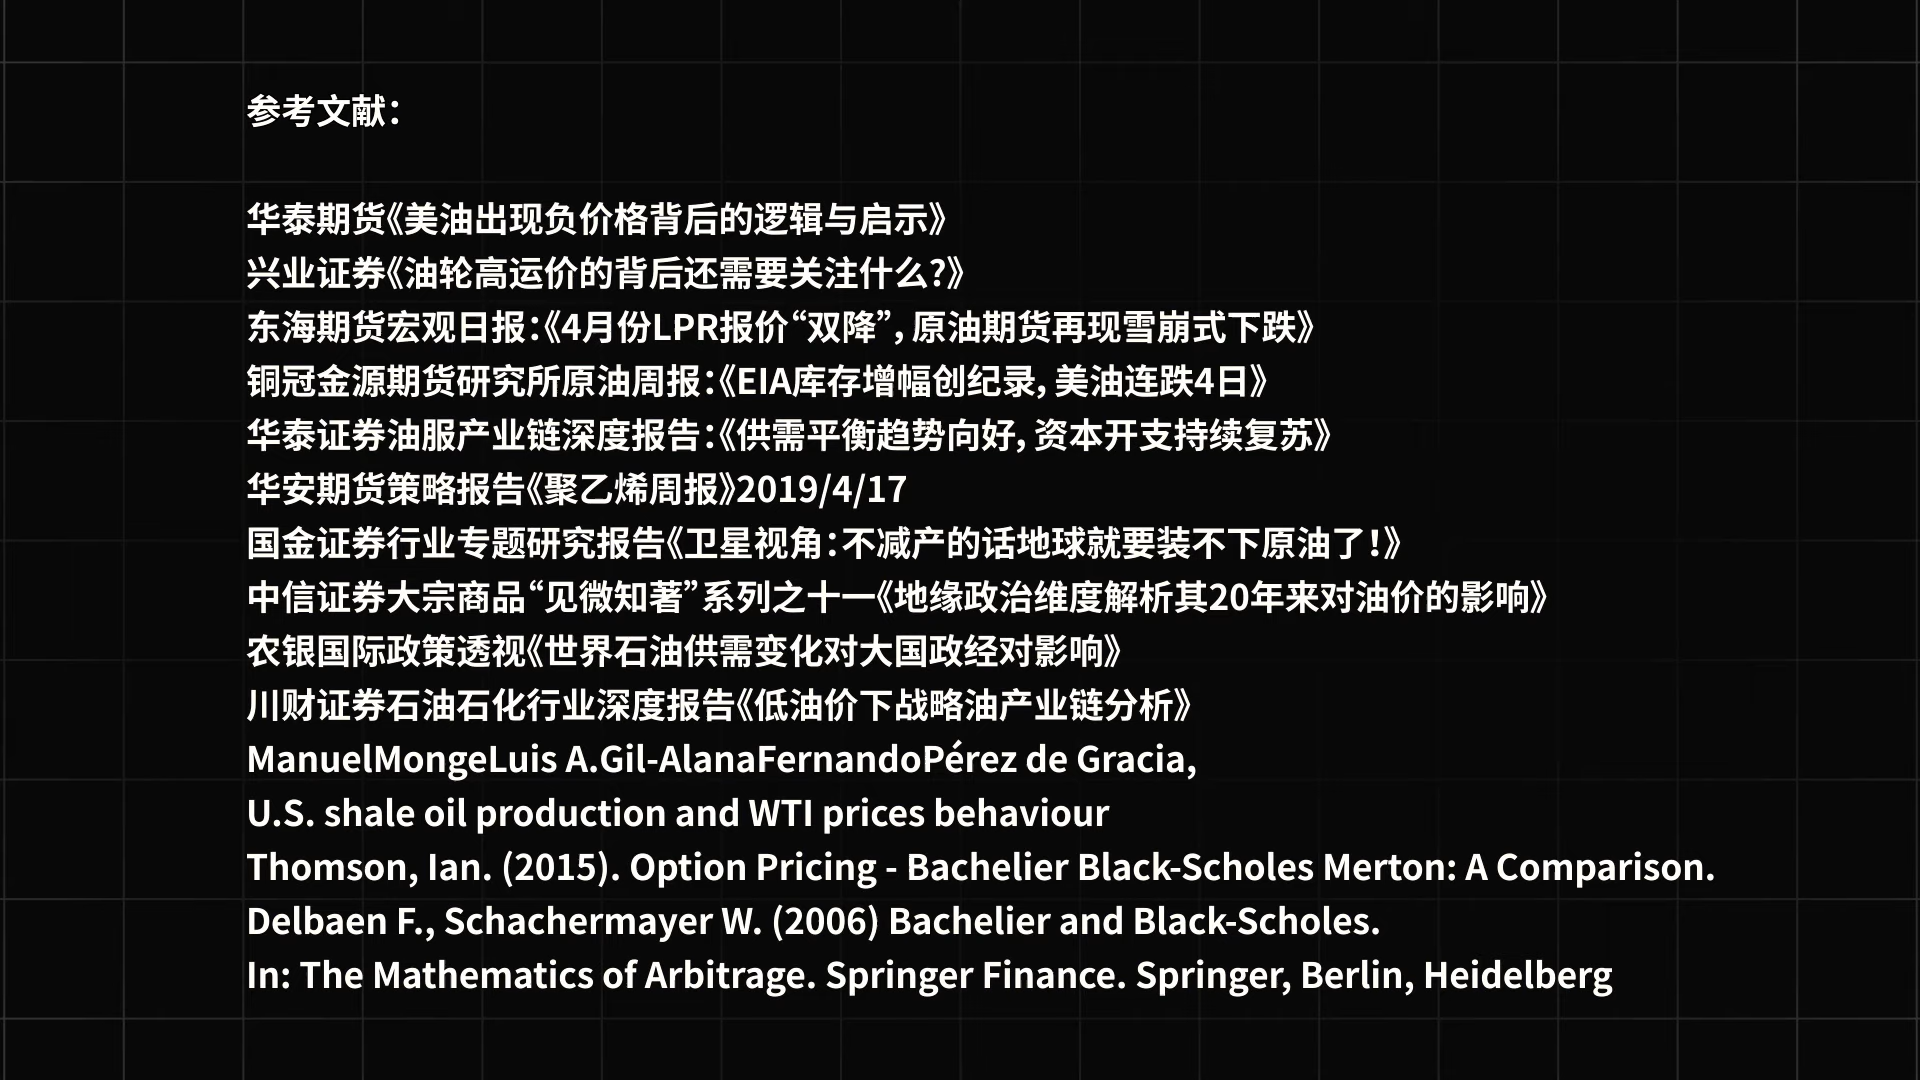 参考文献：
华泰期货《美油出现负价格背后的逻辑与启示》
兴业证券《油轮高运价的背后还需要关注什么?》
东海期货宏观日报：《4月份LPR报价“双降”，原油期货再现雪崩式下跌》
铜冠金源期货研究所原油周报：《EIA库存增幅创纪录，美油连跌4日》
华泰证券油服产业链深度报告：《供需平衡趋势向好，资本开支持续复苏》
华安期货策略报告《聚乙烯周报》2019/4/17
国金证券行业专题研究报告《卫星视角：不减产的话地球就要装不下原油了！》
中信证券大宗商品“见微知著”系列之十一《地缘政治维度解析其20年来对油价的影响》
农银国际政策透视《世界石油供需变化对大国政经对影响》
川财证券石油石化行业深度报告《低油价下战略油产业链分析》
ManuelMongeLuis A.Gil-AlanaFernandoPérez de Gracia,
U.S. shale oil production and WTI prices behaviour
Thomson, Ian. (2015). Option Pricing - Bachelier Black-Scholes Merton: A Comparison.
Delbaen F., Schachermayer W. (2006) Bachelier and Black-Scholes.
In: The Mathematics of Arbitrage. Springer Finance. Springer, Berlin, Heidelberg